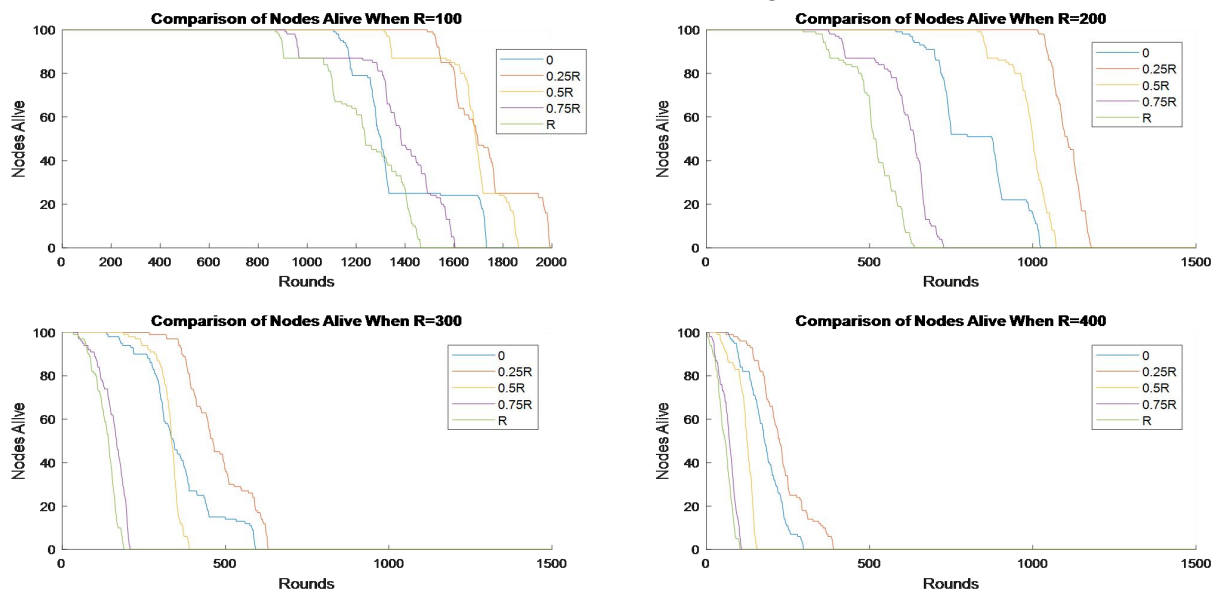 Comparison of Nodes Alive When R=100
100
80
60
40
20
0
Nodes Alive
0
0.25R
0.5R
0.75R
R
0 200 400 600 800 1000 1200 1400 1600 1800 2000
Rounds
Comparison of Nodes Alive When R=200
100
80
60
40
20
0
Nodes Alive
0
0.25R
0.5R
0.75R
R
0 500 1000 1500
Rounds
Comparison of Nodes Alive When R=300
100
80
60
40
20
0
Nodes Alive
0
0.25R
0.5R
0.75R
R
0 500 1000 1500
Rounds
Comparison of Nodes Alive When R=400
100
80
60
40
20
0
Nodes Alive
0
0.25R
0.5R
0.75R
R
0 500 1000 1500
Rounds